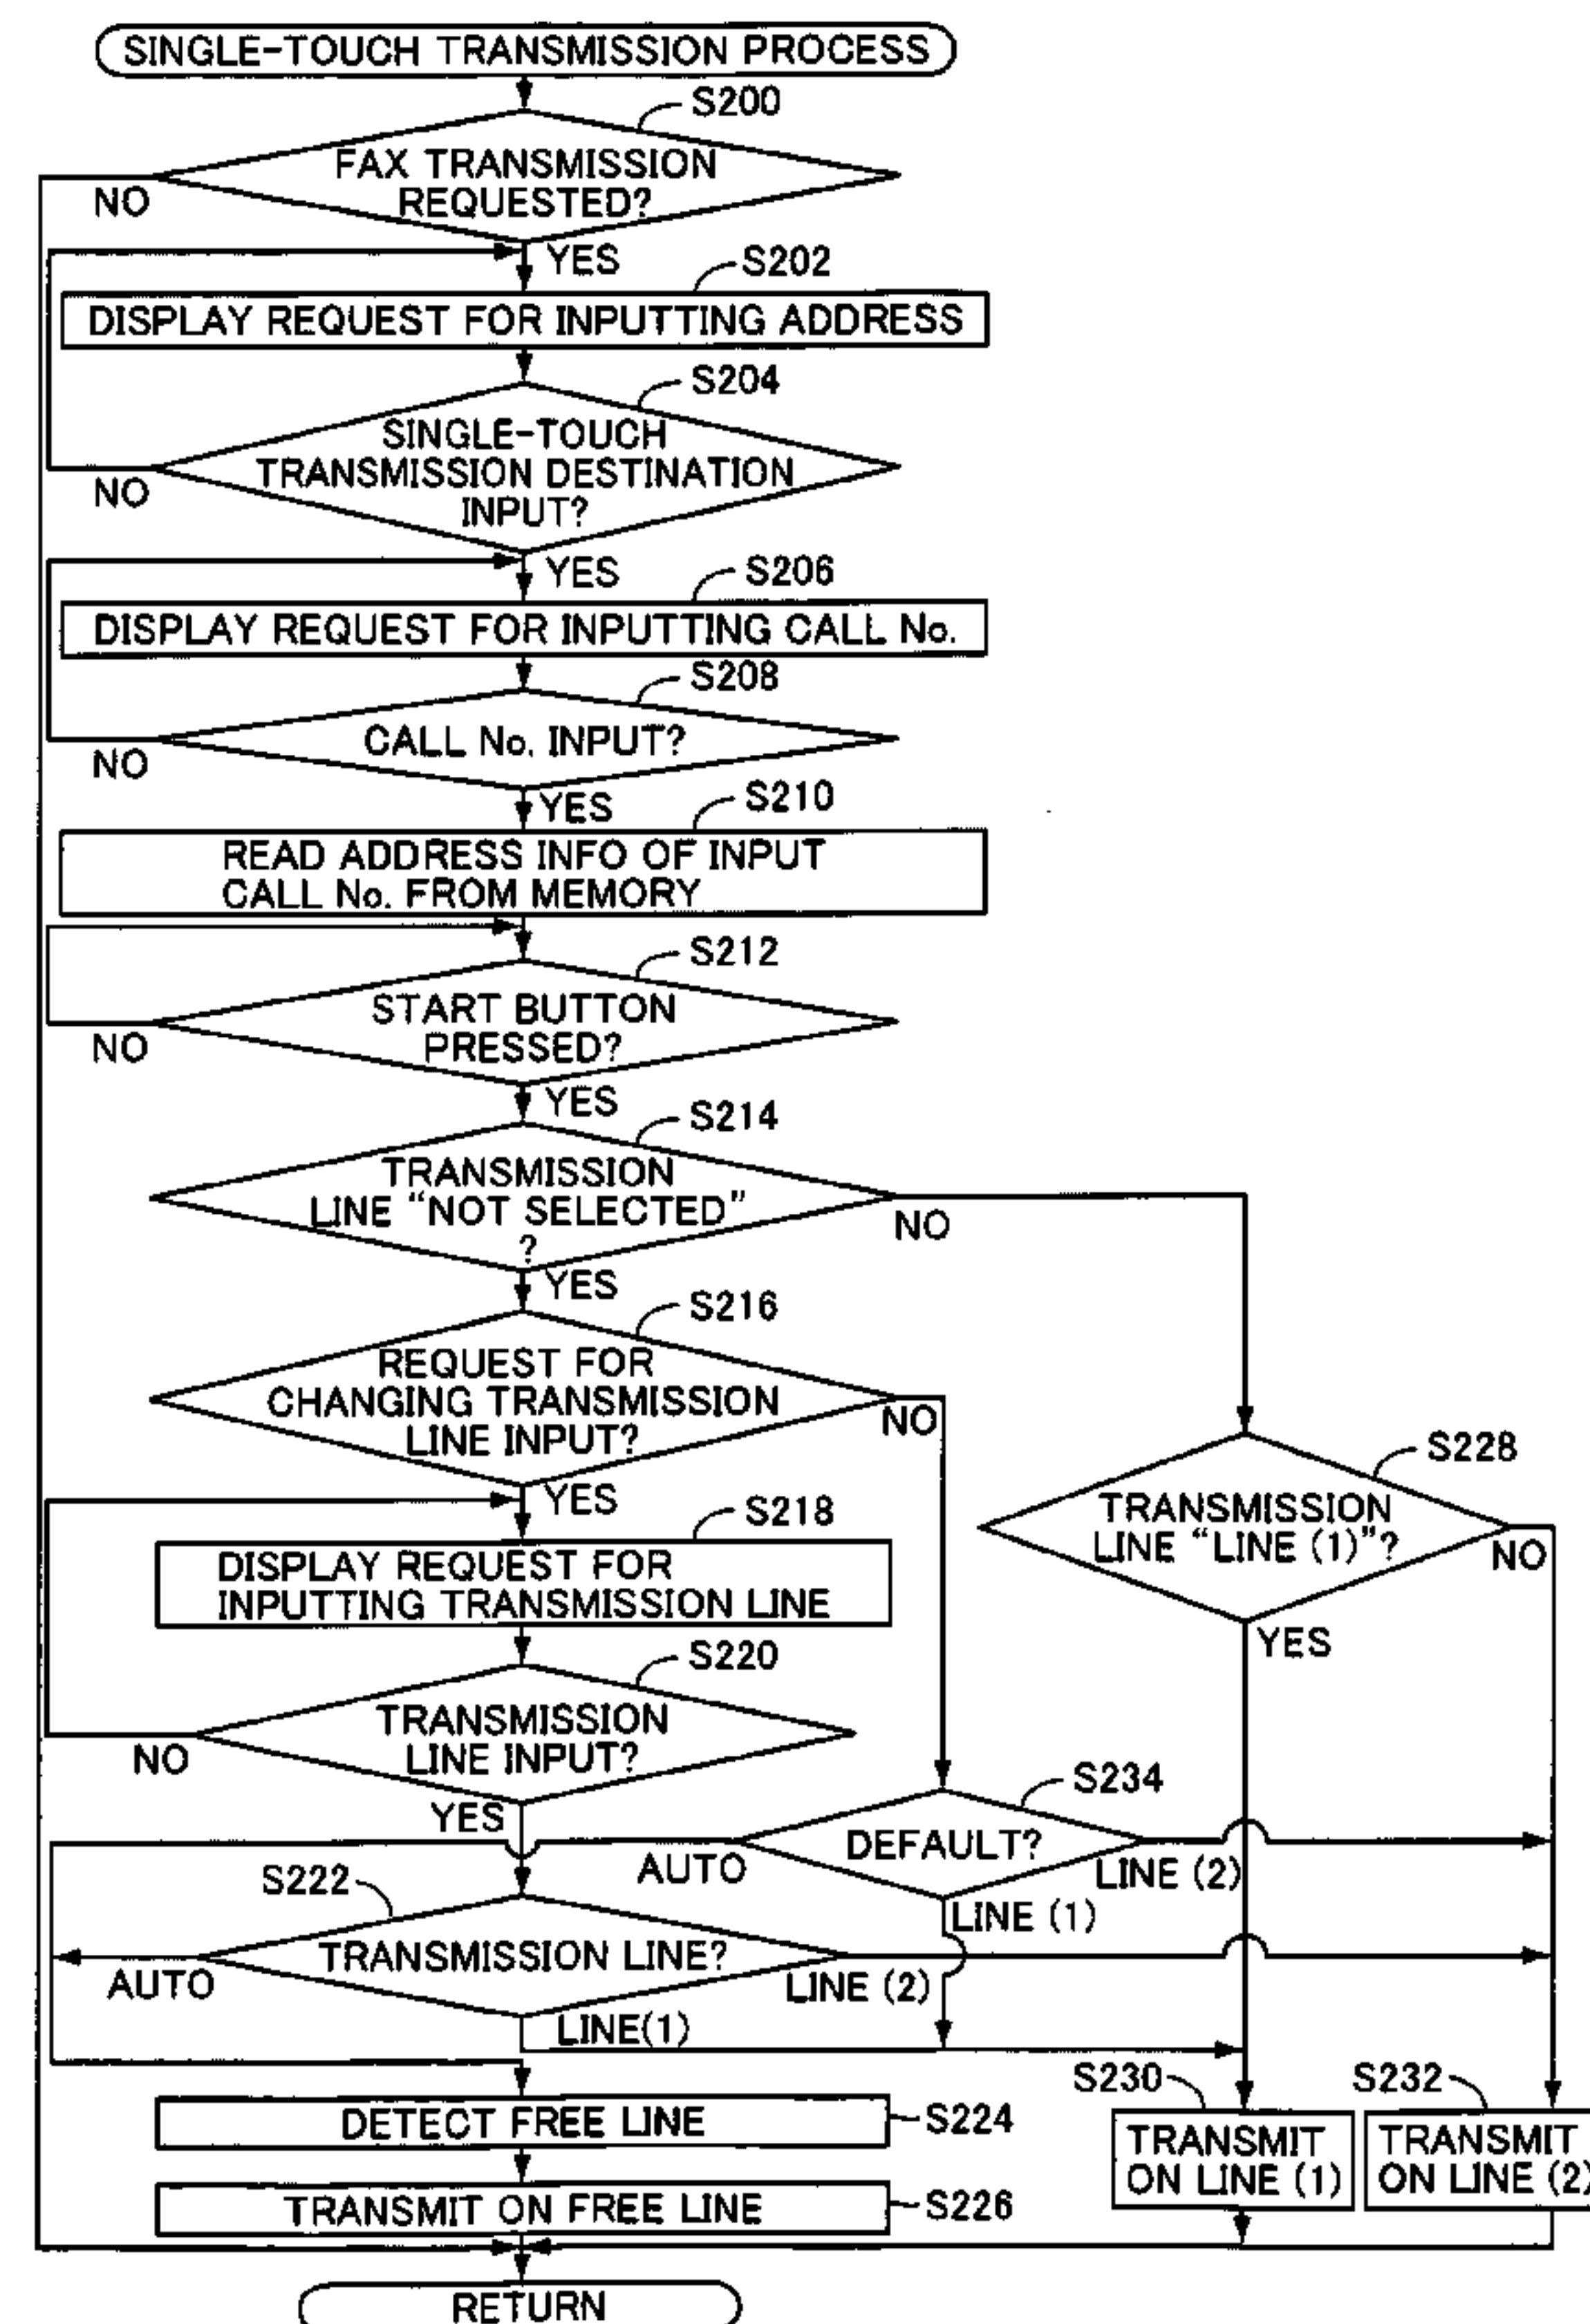 SINGLE-TOUCH TRANSMISSION PROCESS
S200
FAX TRANSMISSION
REQUESTED?
NO
YES
S202
DISPLAY REQUEST FOR INPUTTING ADDRESS
S204
SINGLE-TOUCH
TRANSMISSION DESTINATION
INPUT?
NO
YES
S206
DISPLAY REQUEST FOR INPUTTING CALL No.
S208
CALL No. INPUT?
NO
YES
S210
READ ADDRESS INFO OF INPUT
CALL No. FROM MEMORY
S212
START BUTTON
PRESSED?
NO
YES
S214
TRANSMISSION
LINE "NOT SELECTED"
?
NO
YES
S216
REQUEST FOR
CHANGING TRANSMISSION
LINE INPUT?
NO
YES
S228
TRANSMISSION
LINE "LINE (1)"?
NO
YES
S218
DISPLAY REQUEST FOR
INPUTTING TRANSMISSION LINE
S220
TRANSMISSION
LINE INPUT?
NO
YES
S234
DEFAULT?
AUTO
LINE (2)
LINE (1)
S222
TRANSMISSION LINE?
AUTO
LINE (2)
LINE(1)
S224
DETECT FREE LINE
S226
TRANSMIT ON FREE LINE
S230
TRANSMIT
ON LINE (1)
S232
TRANSMIT
ON LINE (2)
RETURN